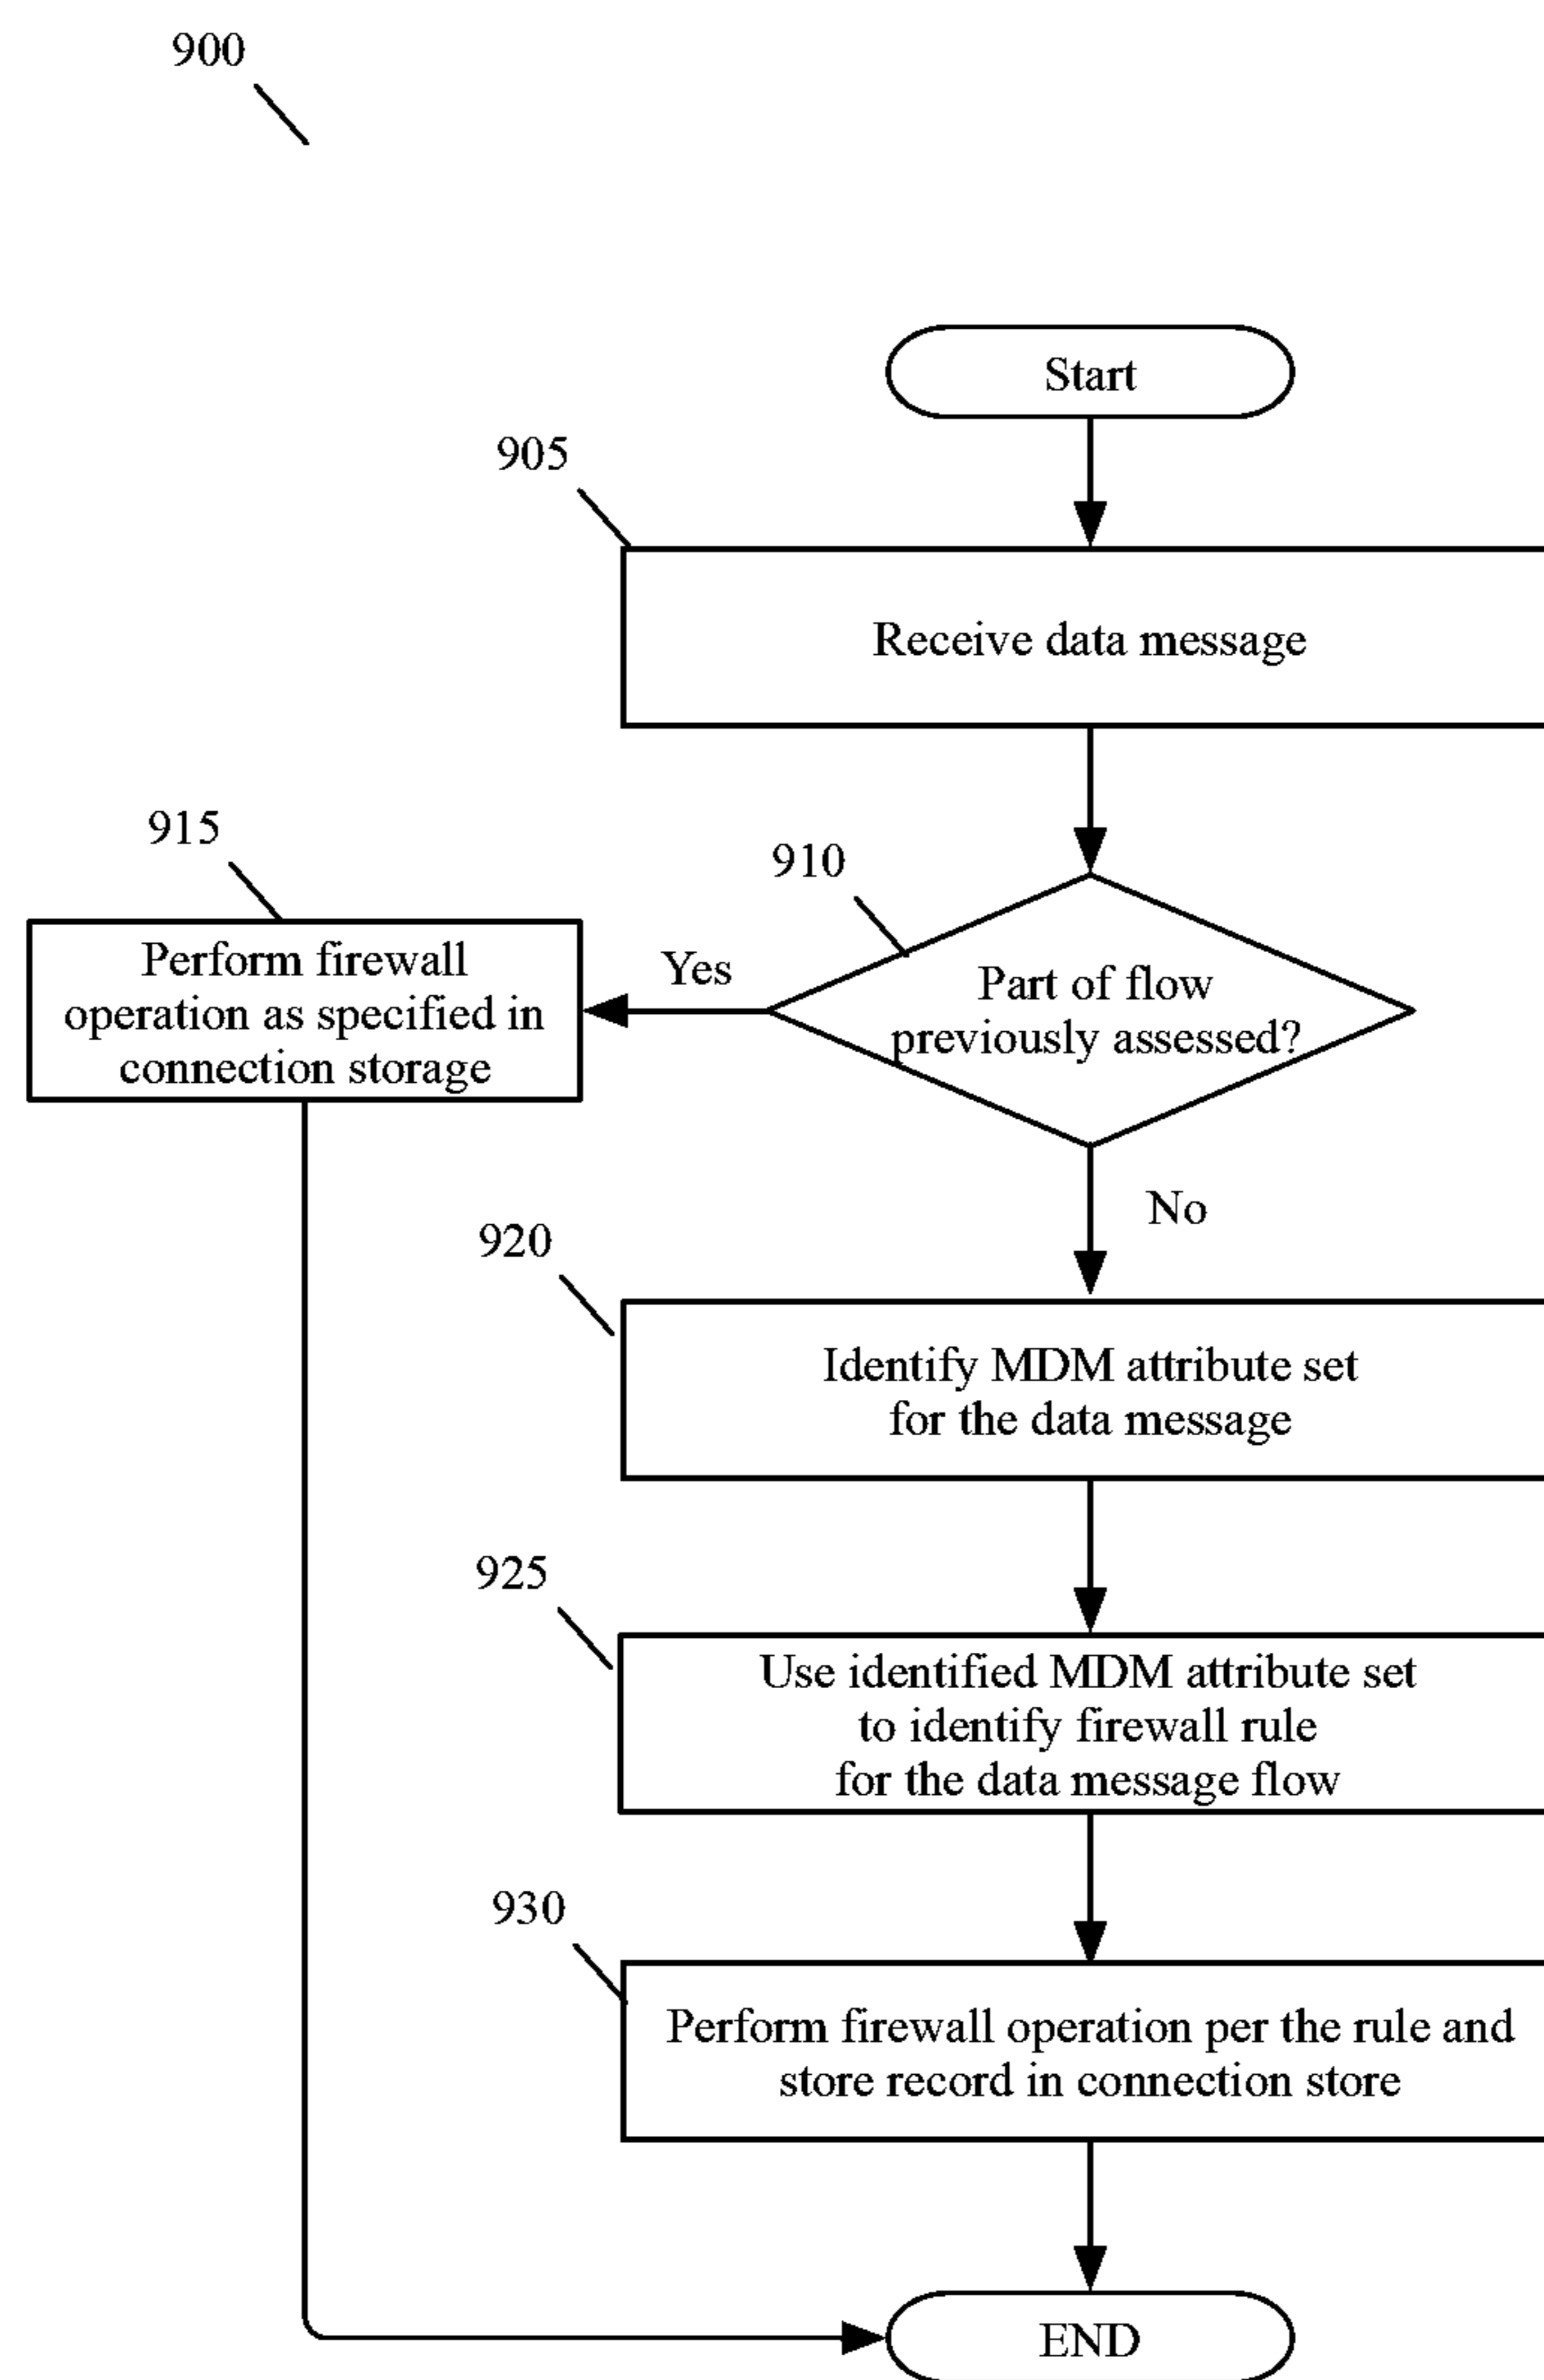 900
Start
905
Receive data message
915
910
Perform firewall
operation as specified in
connection storage
Yes
Part of flow
previously assessed?
No
920
Identify MDM attribute set
for the data message
925
Use identified MDM attribute set
to identify firewall rule
for the data message flow
930
Perform firewall operation per the rule and
store record in connection store
END